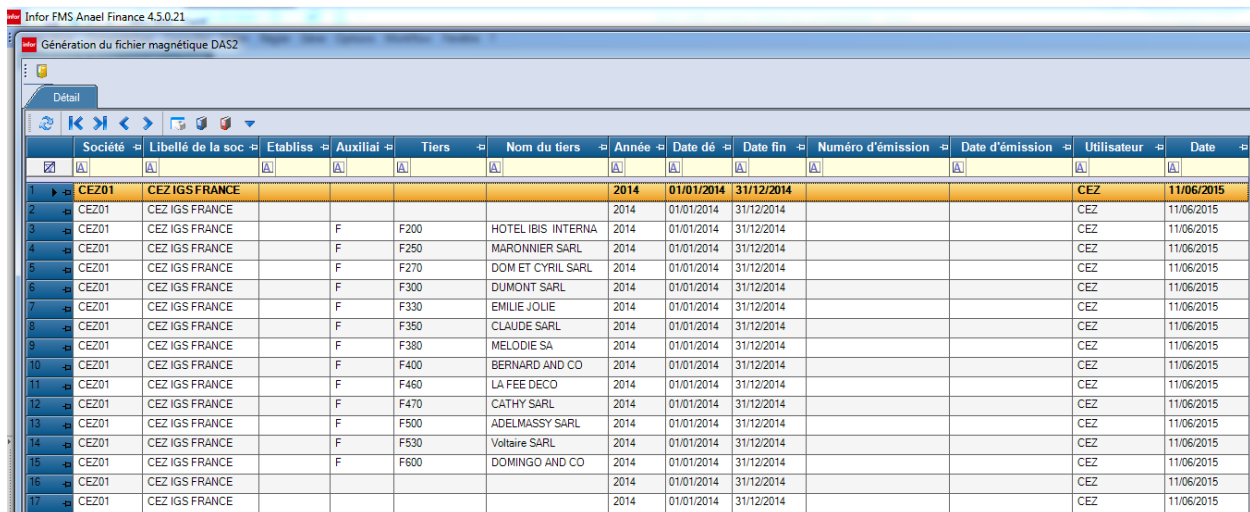 infor Infor FMS Anael Finance 4.5.0.21
infor Génération du fichier magnétique DAS2
Détail
Société Libellé de la soc Etabliss Auxiliai Tiers Nom du tiers Année Date dé Date fin Numéro d'émission Date d'émission Utilisateur Date
A A A A A A A A A A A A A
1 CEZ01 CEZ IGS FRANCE 2014 01/01/2014 31/12/2014 CEZ 11/06/2015
2 CEZ01 CEZ IGS FRANCE 2014 01/01/2014 31/12/2014 CEZ 11/06/2015
3 CEZ01 CEZ IGS FRANCE F F200 HOTEL IBIS INTERNA 2014 01/01/2014 31/12/2014 CEZ 11/06/2015
4 CEZ01 CEZ IGS FRANCE F F250 MARONNIER SARL 2014 01/01/2014 31/12/2014 CEZ 11/06/2015
5 CEZ01 CEZ IGS FRANCE F F270 DOM ET CYRIL SARL 2014 01/01/2014 31/12/2014 CEZ 11/06/2015
6 CEZ01 CEZ IGS FRANCE F F300 DUMONT SARL 2014 01/01/2014 31/12/2014 CEZ 11/06/2015
7 CEZ01 CEZ IGS FRANCE F F330 EMILIE JOLIE 2014 01/01/2014 31/12/2014 CEZ 11/06/2015
8 CEZ01 CEZ IGS FRANCE F F350 CLAUDE SARL 2014 01/01/2014 31/12/2014 CEZ 11/06/2015
9 CEZ01 CEZ IGS FRANCE F F380 MELODIE SA 2014 01/01/2014 31/12/2014 CEZ 11/06/2015
10 CEZ01 CEZ IGS FRANCE F F400 BERNARD AND CO 2014 01/01/2014 31/12/2014 CEZ 11/06/2015
11 CEZ01 CEZ IGS FRANCE F F460 LA FEE DECO 2014 01/01/2014 31/12/2014 CEZ 11/06/2015
12 CEZ01 CEZ IGS FRANCE F F470 CATHY SARL 2014 01/01/2014 31/12/2014 CEZ 11/06/2015
13 CEZ01 CEZ IGS FRANCE F F500 ADELMASSY SARL 2014 01/01/2014 31/12/2014 CEZ 11/06/2015
14 CEZ01 CEZ IGS FRANCE F F530 Voltaire SARL 2014 01/01/2014 31/12/2014 CEZ 11/06/2015
15 CEZ01 CEZ IGS FRANCE F F600 DOMINGO AND CO 2014 01/01/2014 31/12/2014 CEZ 11/06/2015
16 CEZ01 CEZ IGS FRANCE 2014 01/01/2014 31/12/2014 CEZ 11/06/2015
17 CEZ01 CEZ IGS FRANCE 2014 01/01/2014 31/12/2014 CEZ 11/06/2015